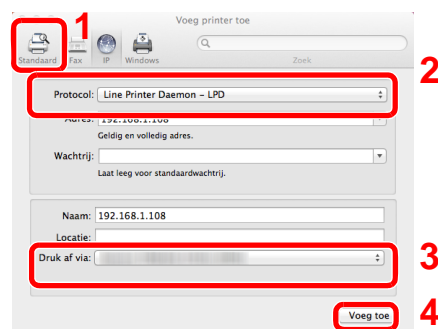 Voeg printer toe
1
Standaard Fax IP Windows Zoek
2
Protocol: Line Printer Daemon – LPD
Adres: 192.168.1.108
Geldig en volledig adres.
Wachtrij:
Laat leeg voor standaardwachtrij.
Naam: 192.168.1.108
Locatie:
Druk af via:
3
Voeg toe
4